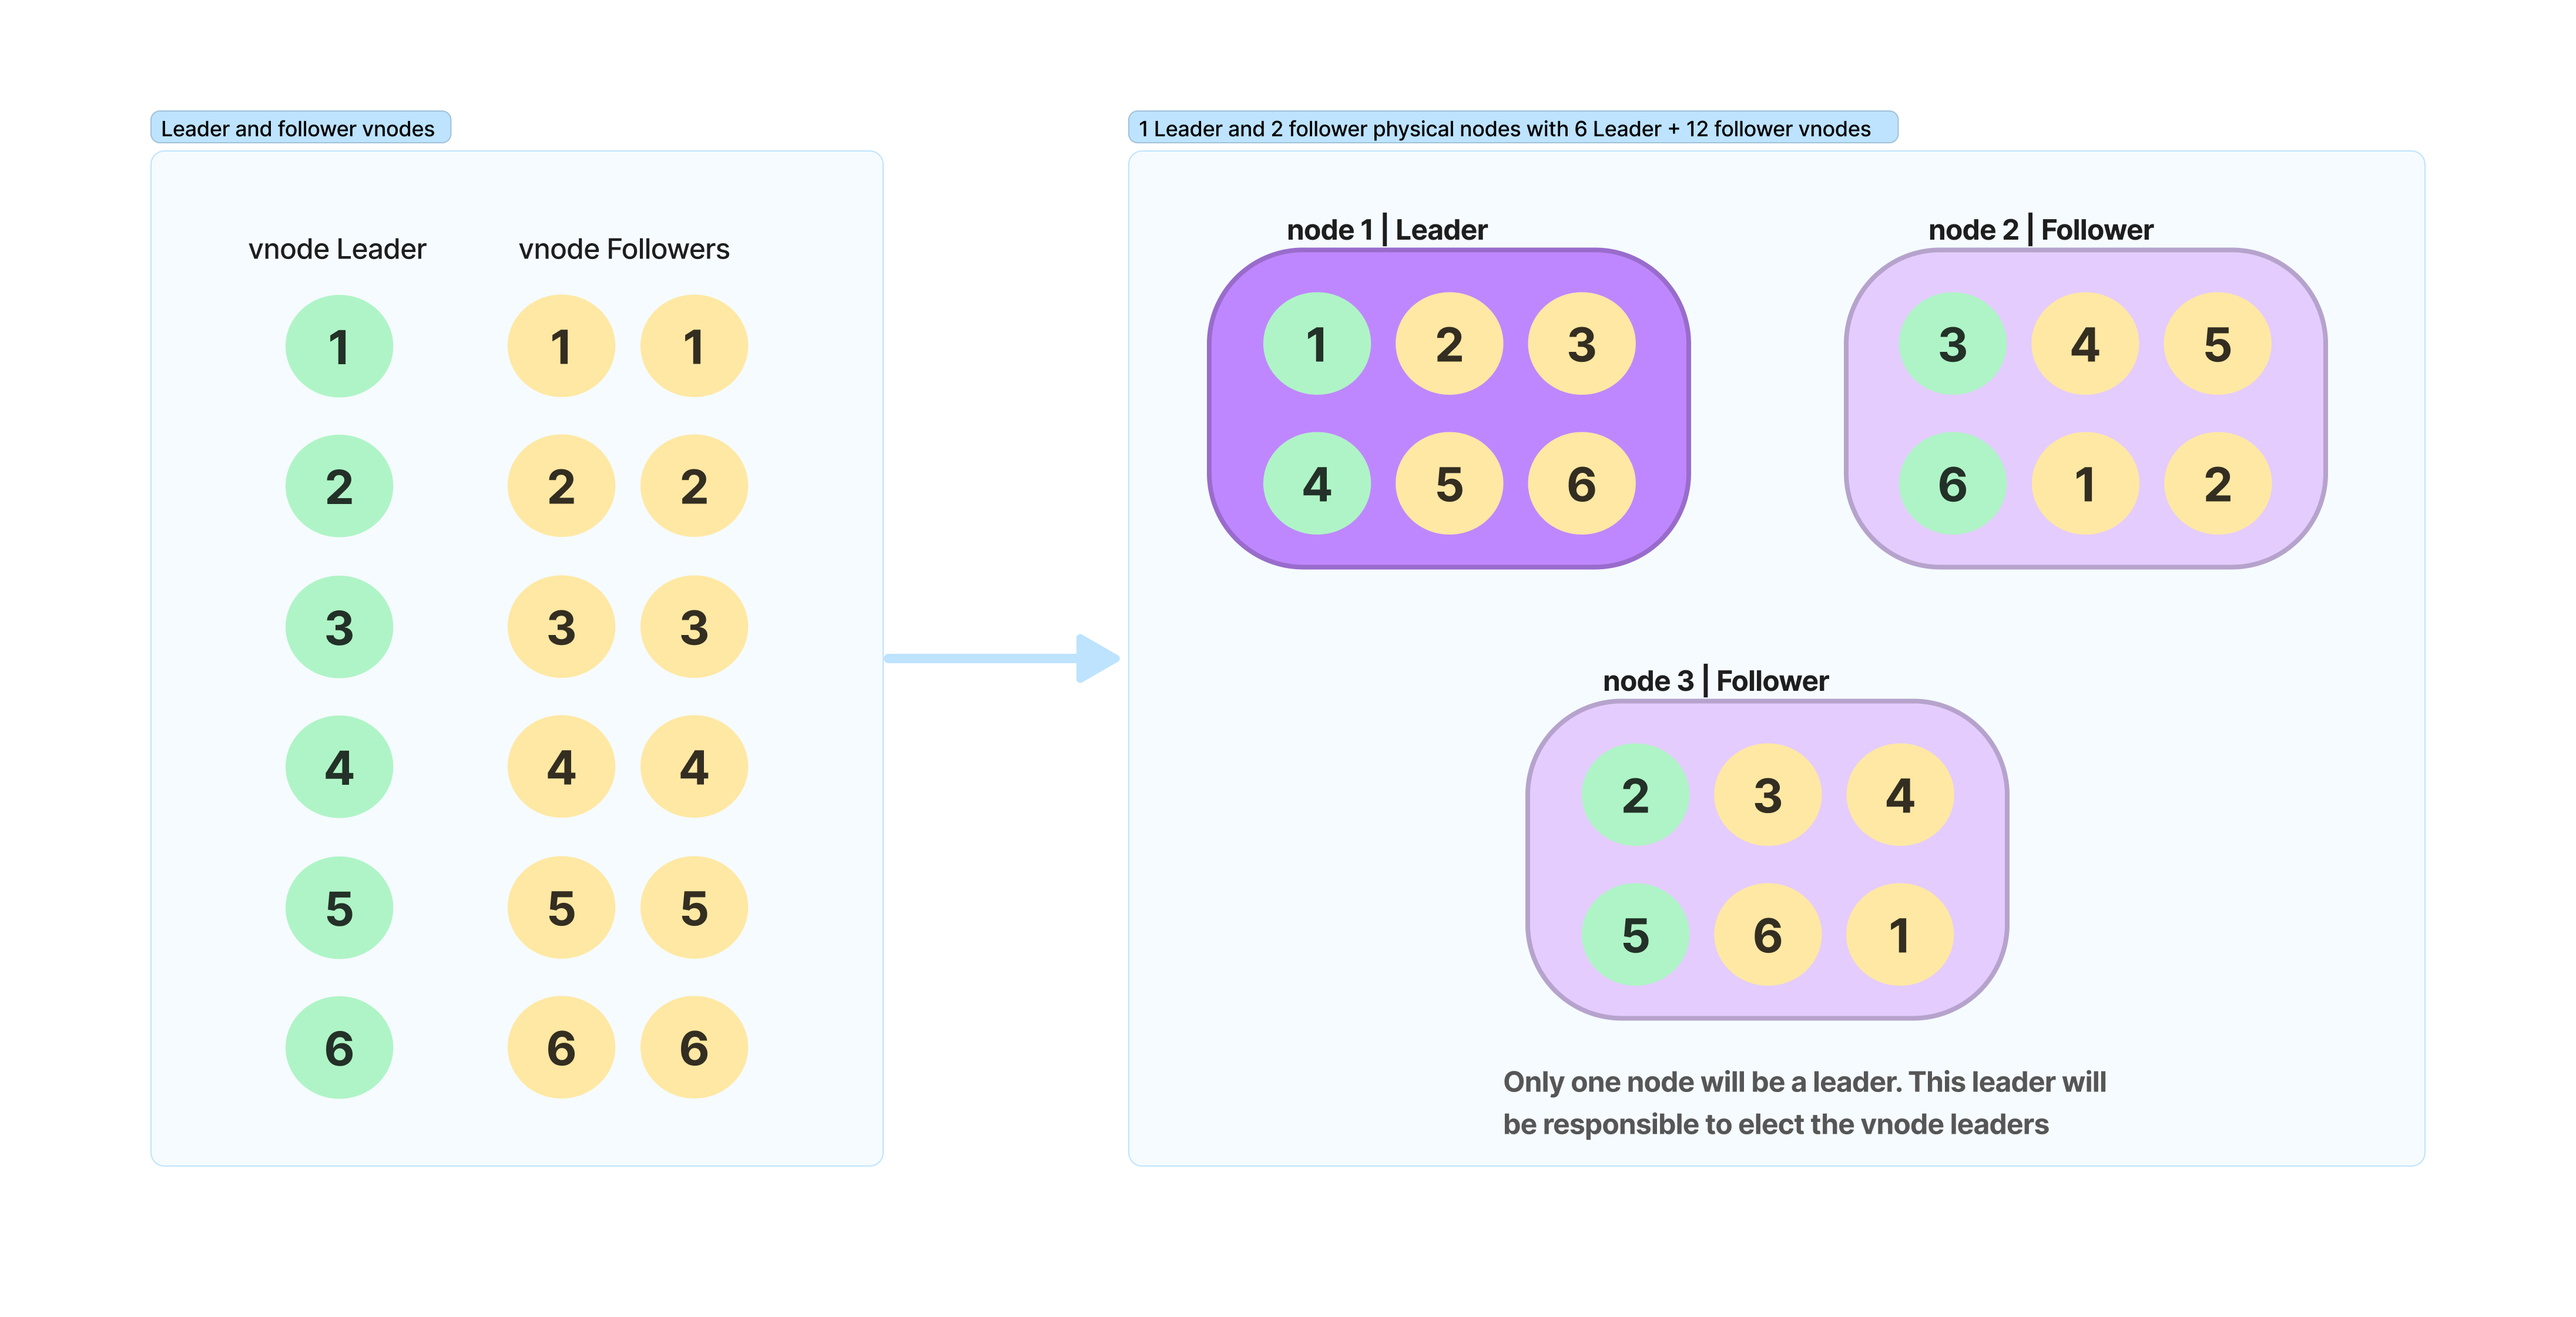 Leader and follower vnodes
vnode Leader vnode Followers
1 1 1
2 2 2
3 3 3
4 4 4
5 5 5
6 6 6
1 Leader and 2 follower physical nodes with 6 Leader + 12 follower vnodes
node 1 | Leader
1 2 3
4 5 6
node 2 | Follower
3 4 5
6 1 2
node 3 | Follower
2 3 4
5 6 1
Only one node will be a leader. This leader will
be responsible to elect the vnode leaders